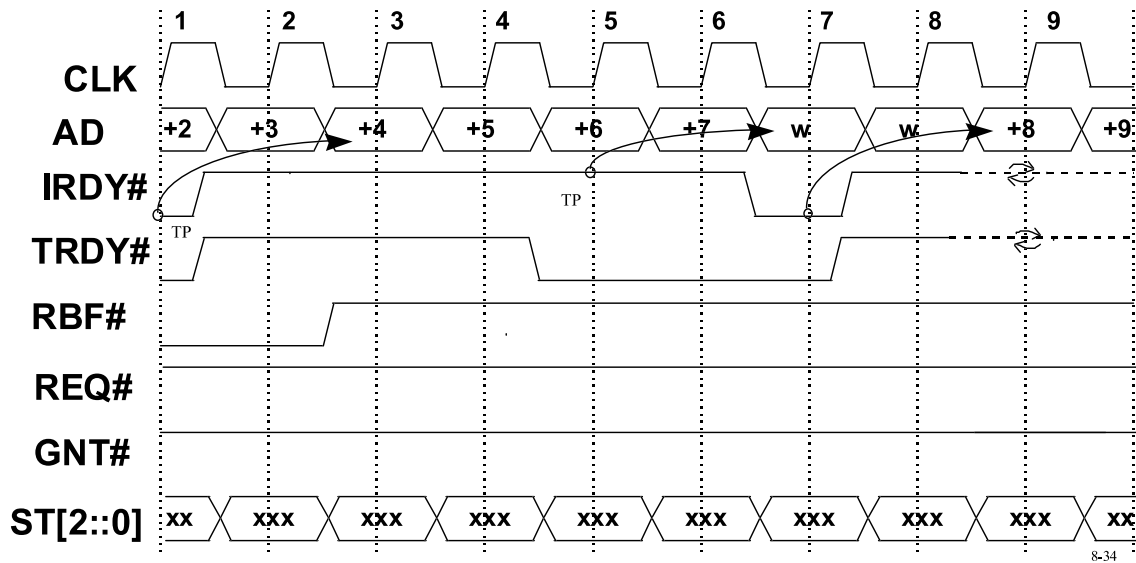 1 2 3 4 5 6 7 8 9
CLK
AD +2 +3 +4 +5 +6 +7 w w +8 +9
IRDY#
TP TP
TRDY#
RBF#
REQ#
GNT#
ST[2::0] xx xxx xxx xxx xxx xxx xxx xxx xxx xx
8-34